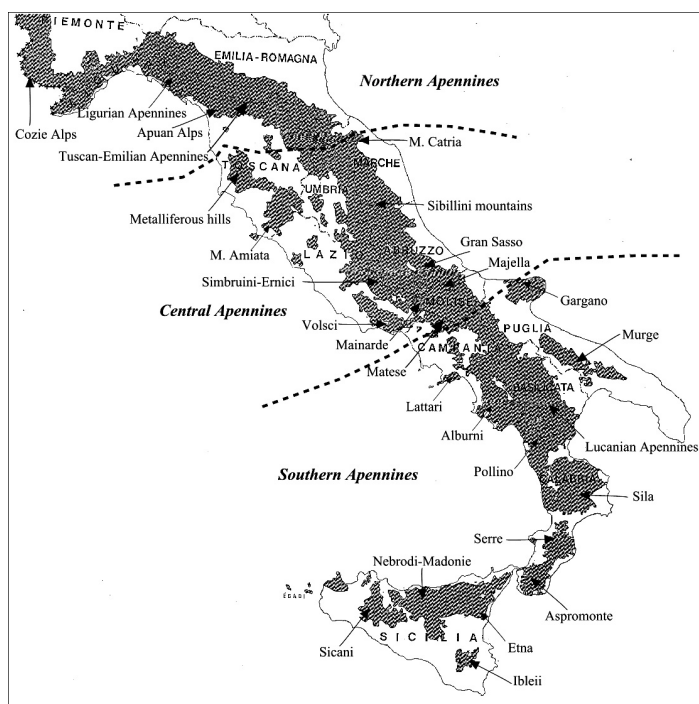 IEMONTE
EMILIA-ROMAGNA
Northern Apennines
Ligurian Apennines
Cozie Alps
Apuan Alps
M. Catria
Tuscan-Emilian Apennines
MARCHE
TOSCANA
UMBRIA
Sibillini mountains
Metalliferous hills
Gran Sasso
M. Amiata
LAZIO
ABRUZZO
Majella
Simbruini-Ernici
Gargano
Central Apennines
MOLISE
Volsci
PUGLIA
Murge
Mainarde
CAMPANIA
Matese
BASILICATA
Lattari
Alburni
Lucanian Apennines
Pollino
Southern Apennines
CALABRIA
Sila
Serre
Nebrodi-Madonie
EGADI
Aspromonte
SICILIA
Etna
Sicani
Ibleii